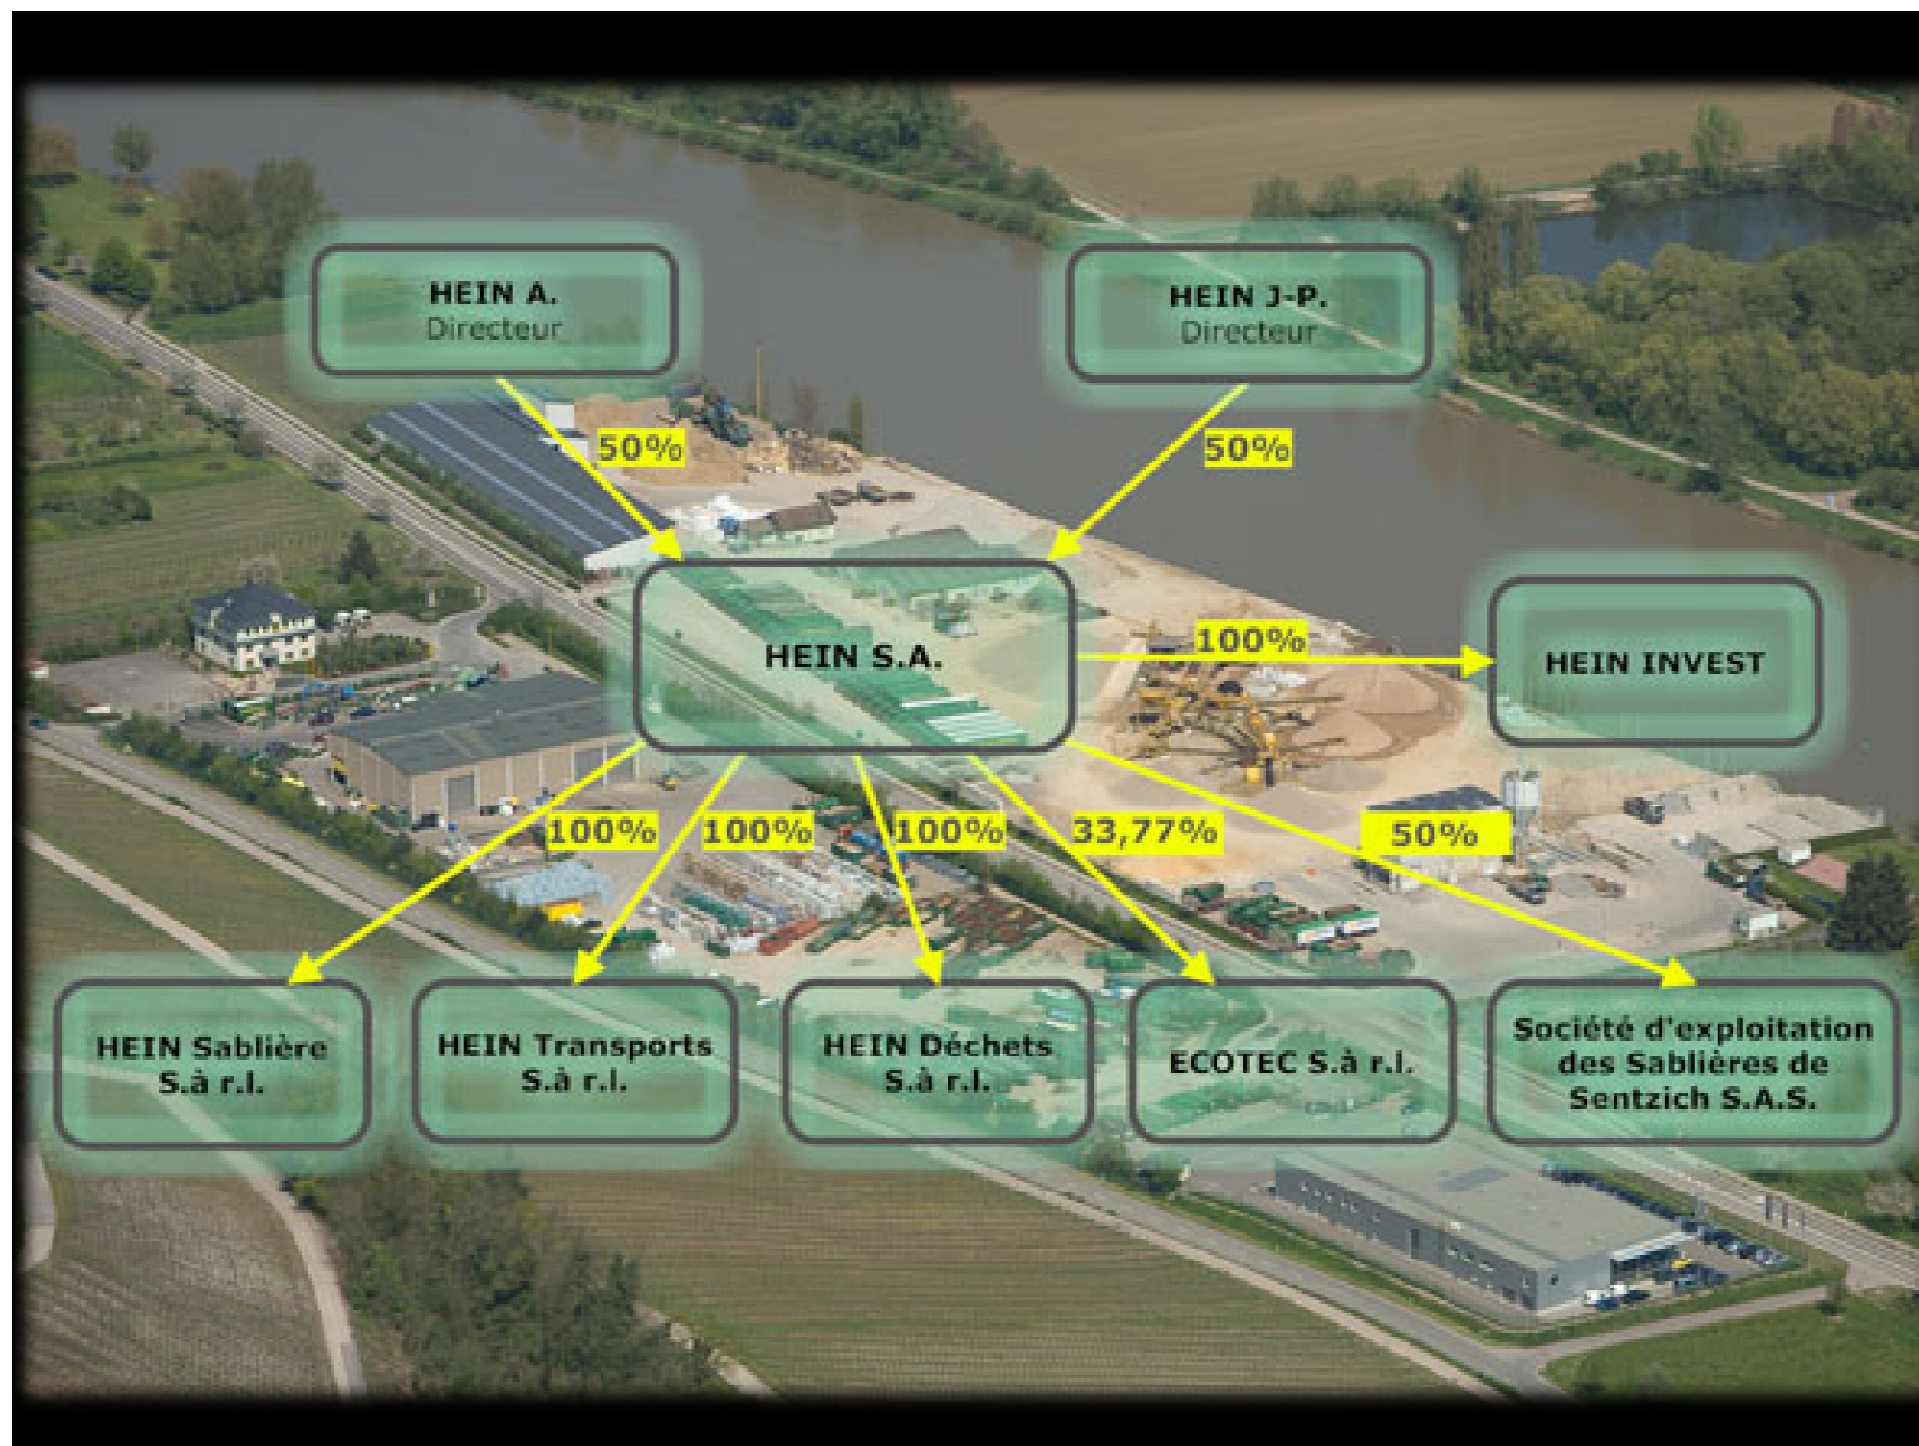 HEIN A.
Directeur
HEIN J-P.
Directeur
50%
50%
HEIN S.A.
100%
HEIN INVEST
100%
100%
100%
33,77%
50%
HEIN Sablière
S.à r.l.
HEIN Transports
S.à r.l.
HEIN Déchets
S.à r.l.
ECOTEC S.à r.l.
Société d'exploitation
des Sablières de
Sentzich S.A.S.